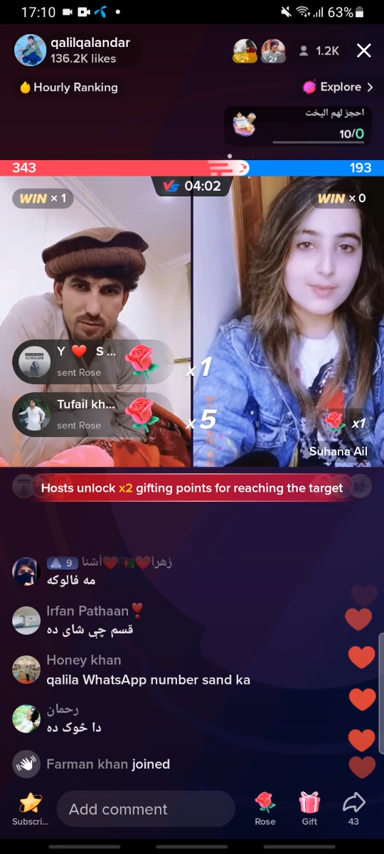 17:10
63%
qalilqalandar
136.2K likes
1.2K
Hourly Ranking
Explore
احجز لهم اليخت
10/0
343
193
VS 04:02
WIN × 1
WIN × 0
Y ❤️ S ...
sent Rose
x1
Tufail kh...
sent Rose
x5
x1
Suhana Ail
Hosts unlock x2 gifting points for reaching the target
9 زهرا❤️🇦🇫❤️آشنا
مه فالوکه
Irfan Pathaan❣️
قسم چې شای ده
Honey khan
qalila WhatsApp number sand ka
رحمان
دا څوک ده
Farman khan joined
Subscri...
Add comment
Rose
Gift
43